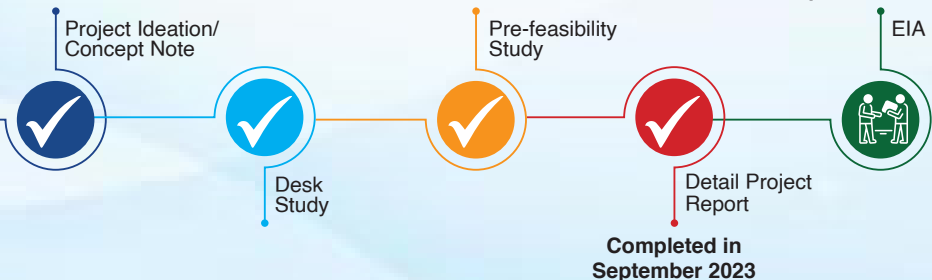 Project Ideation/
Concept Note
Desk
Study
Pre-feasibility
Study
Detail Project
Report
Completed in
September 2023
EIA